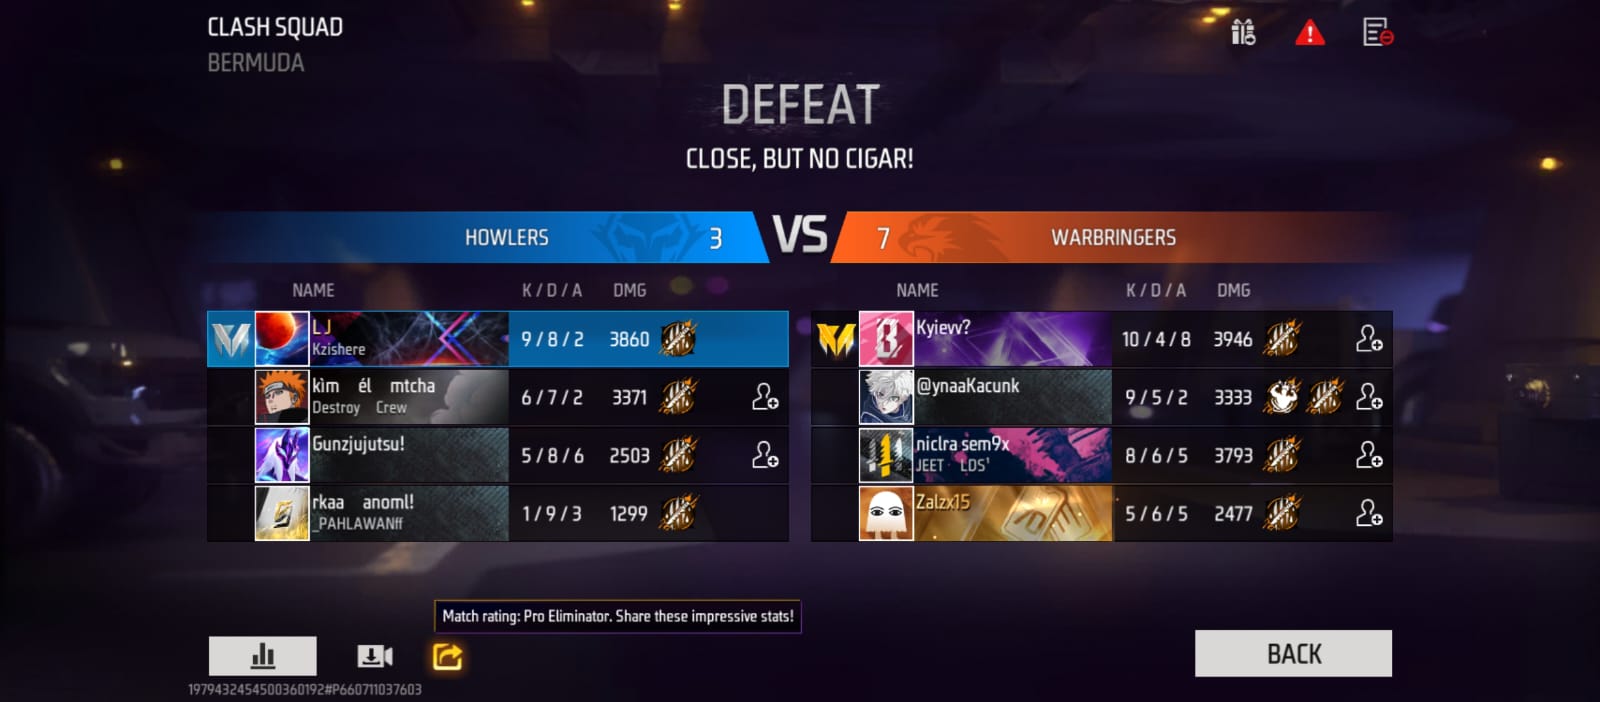 CLASH SQUAD
BERMUDA
DEFEAT
CLOSE, BUT NO CIGAR!
HOWLERS 3 VS 7 WARBRINGERS
NAME K / D / A DMG NAME K / D / A DMG
L J
Kzishere
9 / 8 / 2 3860
Kyievv?
10 / 4 / 8 3946
kìm él mtcha
Destroy Crew
6 / 7 / 2 3371
@ynaaKacunk
9 / 5 / 2 3333
Gunzjujutsu!
5 / 8 / 6 2503
niclra sem9x
JEET LDS'
8 / 6 / 5 3793
rkaa anoml!
_PAHLAWANff
1 / 9 / 3 1299
Zalzx15
5 / 6 / 5 2477
Match rating: Pro Eliminator. Share these impressive stats!
BACK
1979432454500360192#P660711037603